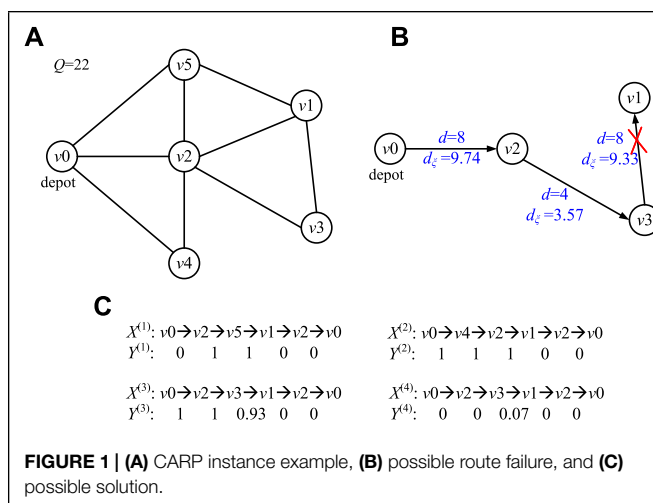 A
B
Q=22
v5
v1
v0
depot
v2
v3
v4
v1
d=8
d=8
v0
v2
dξ=9.74
dξ=9.33
depot
d=4
dξ=3.57
v3
C
X(1): v0→v2→v5→v1→v2→v0
Y(1): 0 1 1 0 0
X(2): v0→v4→v2→v1→v2→v0
Y(2): 1 1 1 0 0
X(3): v0→v2→v3→v1→v2→v0
Y(3): 1 1 0.93 0 0
X(4): v0→v2→v3→v1→v2→v0
Y(4): 0 0 0.07 0 0
FIGURE 1 | (A) CARP instance example, (B) possible route failure, and (C)
possible solution.